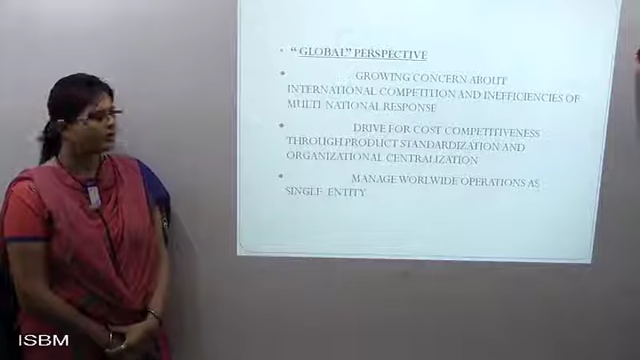 “GLOBAL” PERSPECTIVE
GROWING CONCERN ABOUT
INTERNATIONAL COMPETITION AND INEFFICIENCIES OF
MULTI-NATIONAL RESPONSE
DRIVE FOR COST COMPETITIVENESS
THROUGH PRODUCT STANDARDIZATION AND
ORGANIZATIONAL CENTRALIZATION
MANAGE WORLWIDE OPERATIONS AS
SINGLE ENTITY
ISBM